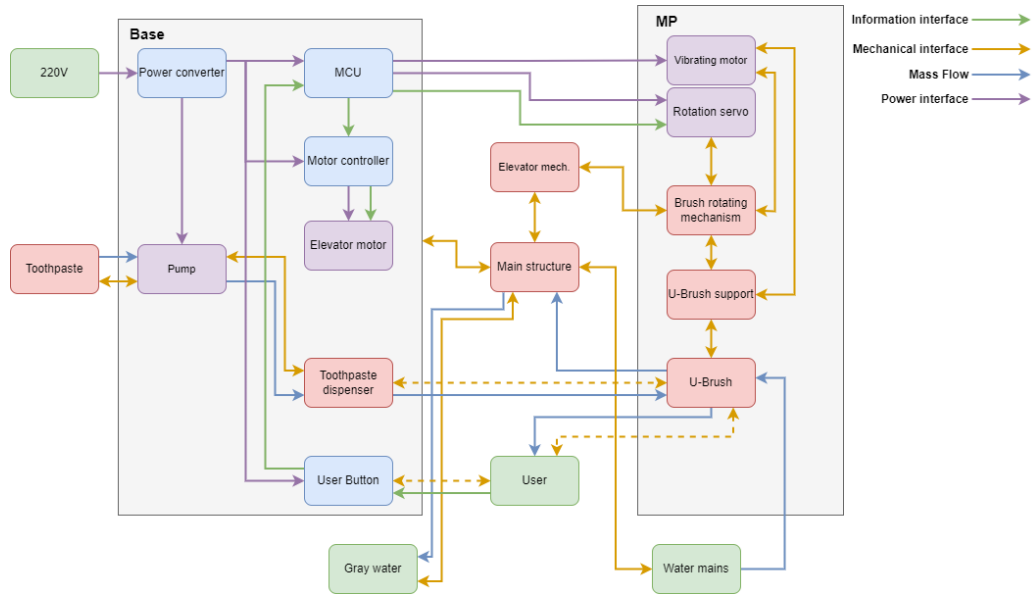 Base
MP
Information interface
Mechanical interface
Mass Flow
Power interface
220V
Power converter
MCU
Vibrating motor
Rotation servo
Motor controller
Elevator mech.
Brush rotating
mechanism
Elevator motor
Toothpaste
Pump
Main structure
U-Brush support
Toothpaste
dispenser
U-Brush
User Button
User
Gray water
Water mains